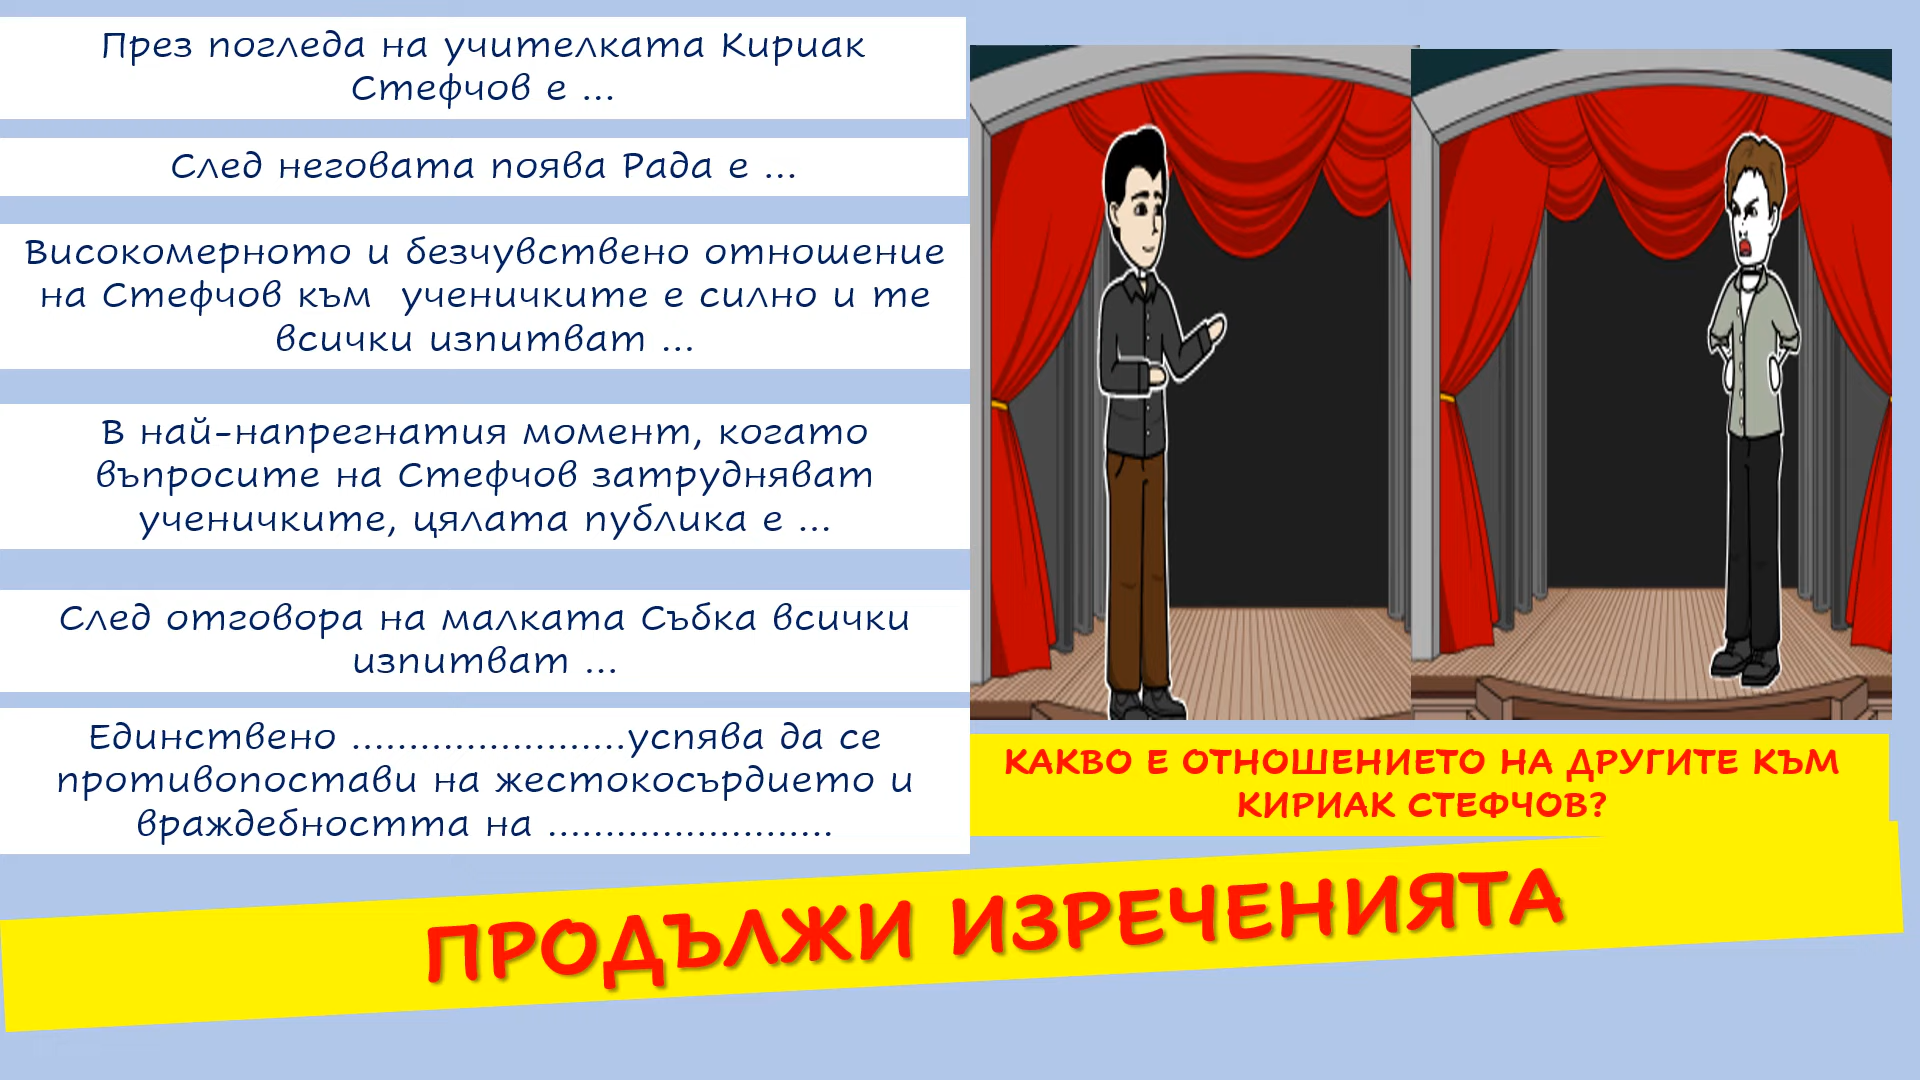 През погледа на учителката Кириак
Стефчов е ...
След неговата поява Рада е ...
Високомерното и безчувствено отношение
на Стефчов към  ученичките е силно и те
всички изпитват ...
В най-напрегнатия момент, когато
въпросите на Стефчов затрудняват
ученичките, цялата публика е ...
След отговора на малката Събка всички
изпитват ...
Единствено ........................успява да се
противопостави на жестокосърдието и
враждебността на .........................
КАКВО Е ОТНОШЕНИЕТО НА ДРУГИТЕ КЪМ
КИРИАК СТЕФЧОВ?
ПРОДЪЛЖИ ИЗРЕЧЕНИЯТА